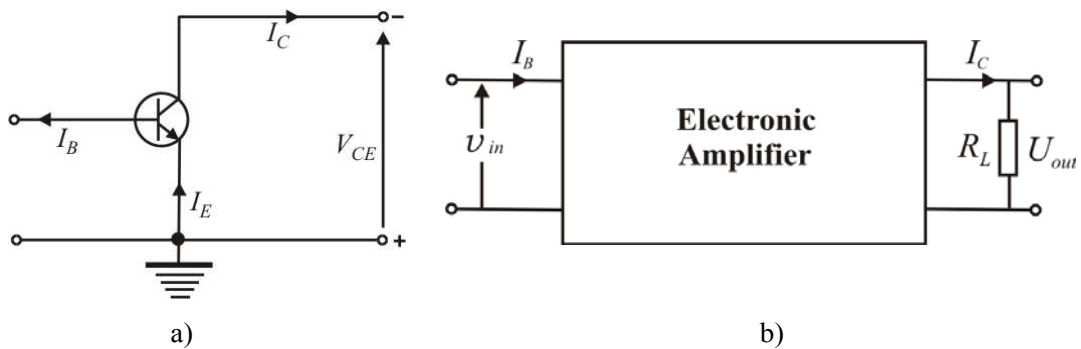 I_C
−
I_B
V_CE
I_E
+
a)
I_B
υ_in
Electronic
Amplifier
I_C
R_L
U_out
b)